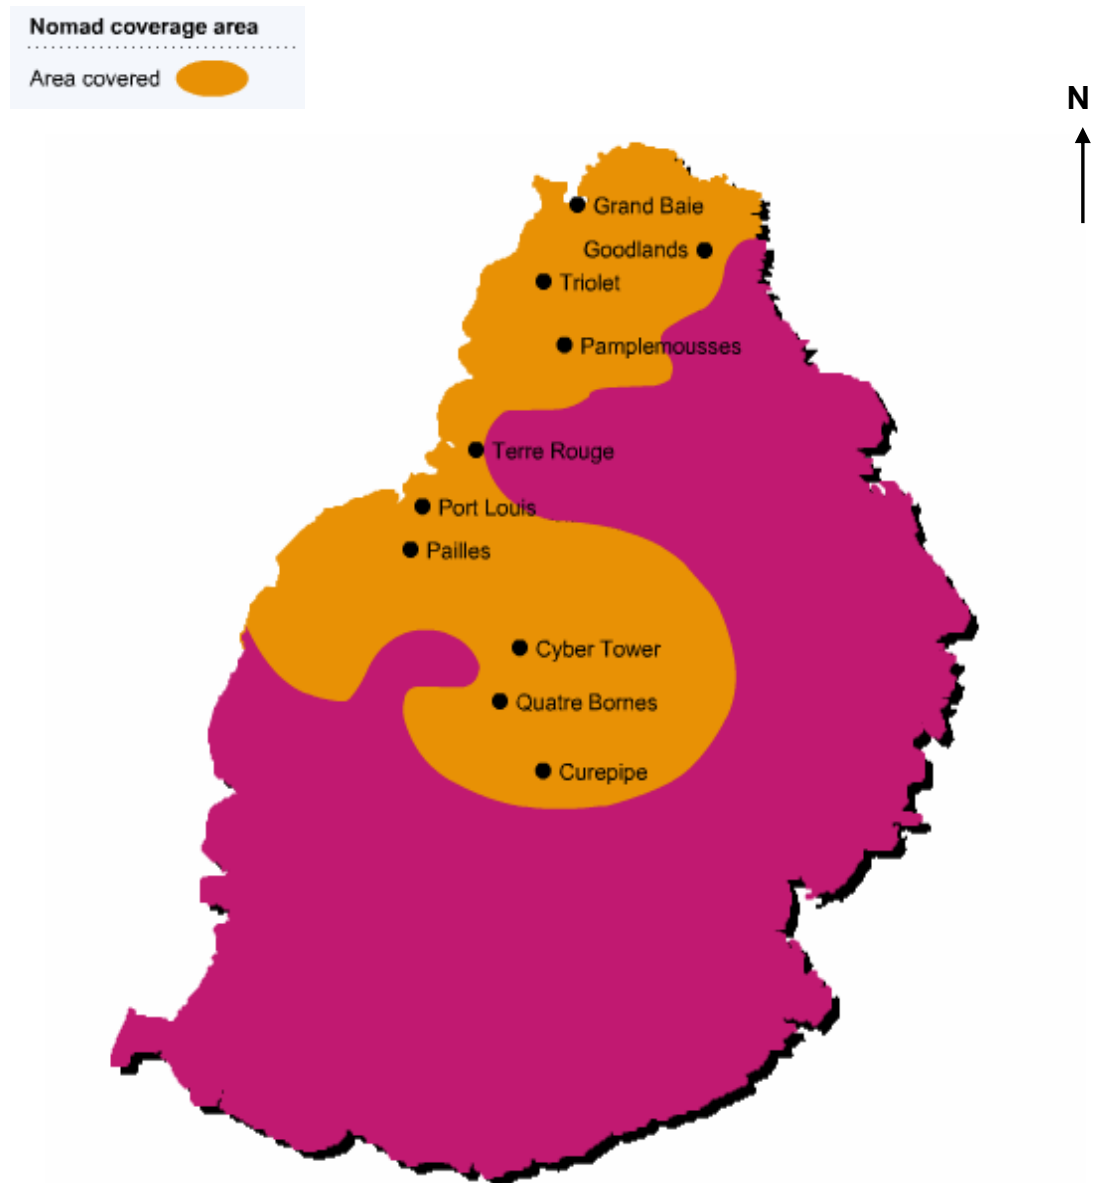 Nomad coverage area
Area covered
N
Grand Baie
Goodlands
Triolet
Pamplemousses
Terre Rouge
Port Louis
Pailles
Cyber Tower
Quatre Bornes
Curepipe